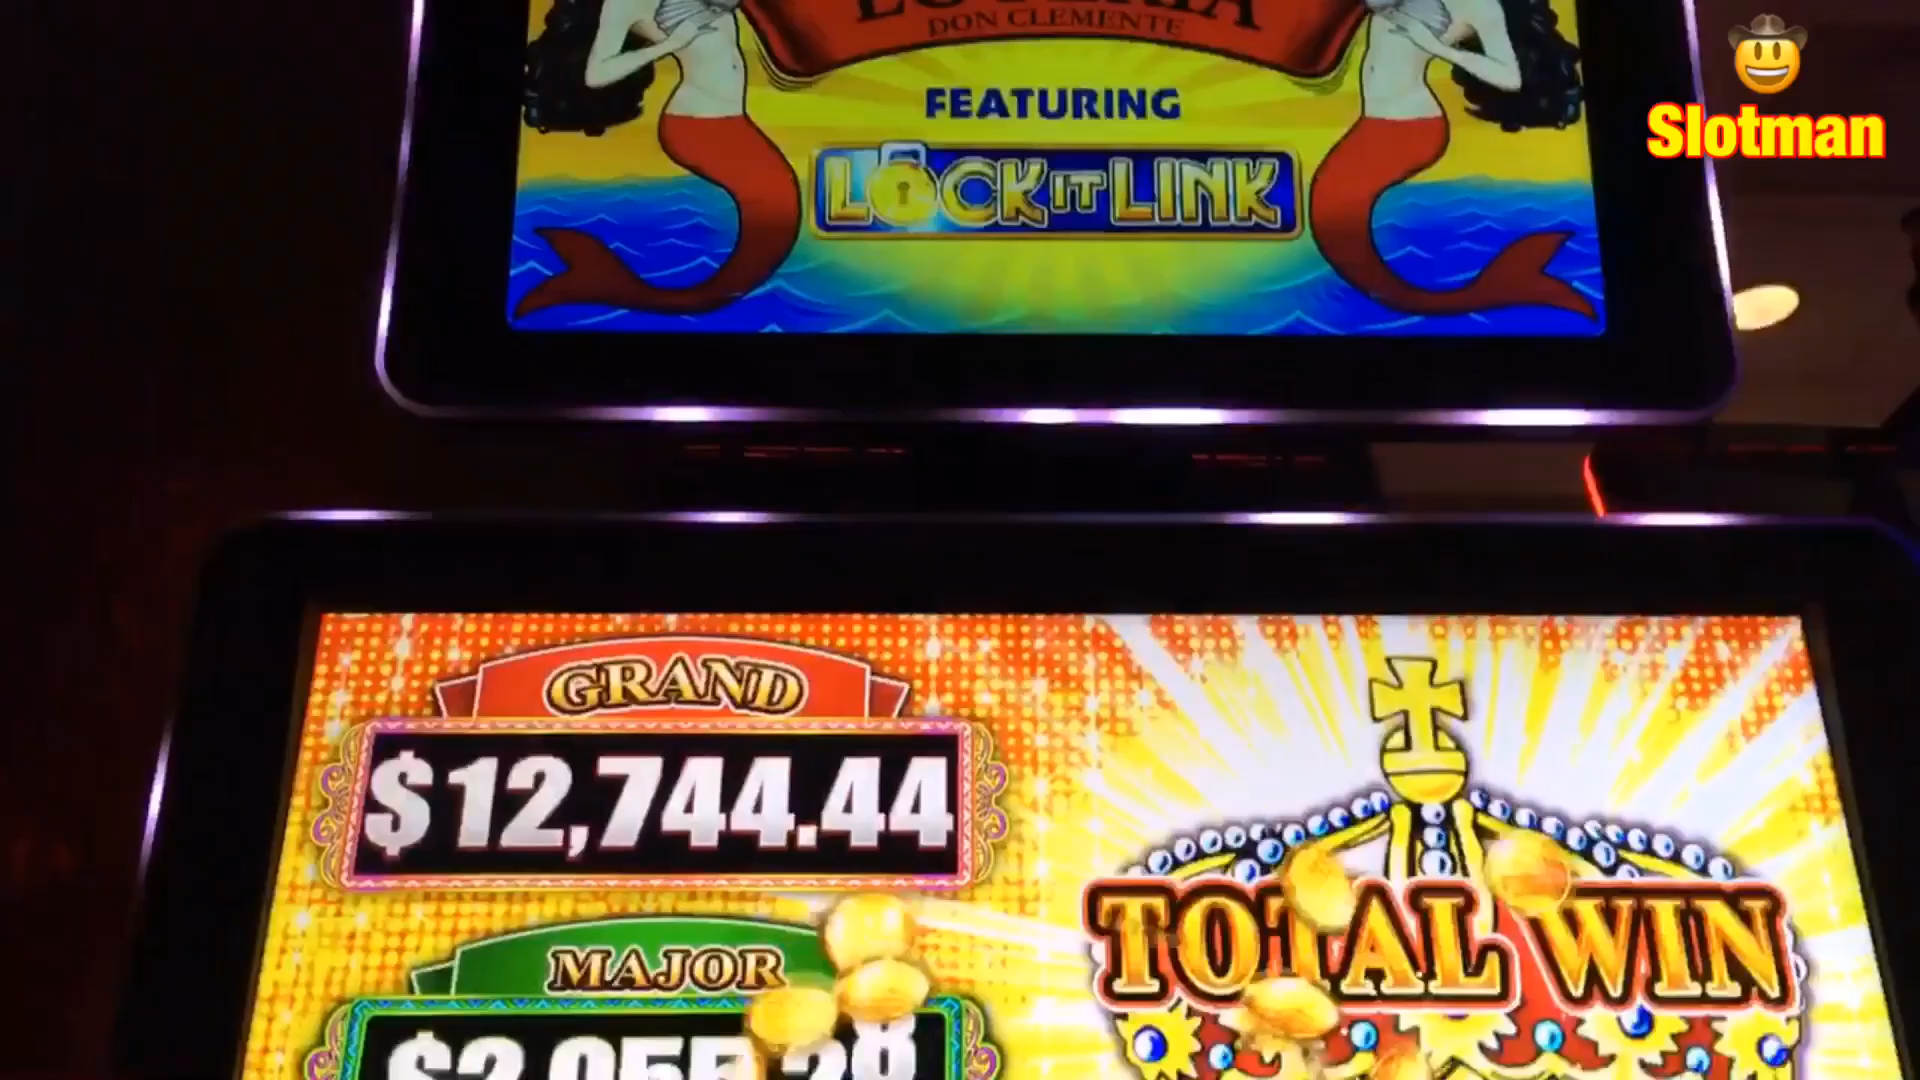 DON CLEMENTE
FEATURING
LOCK IT LINK
Slotman
GRAND
$12,744.44
MAJOR
TOTAL WIN